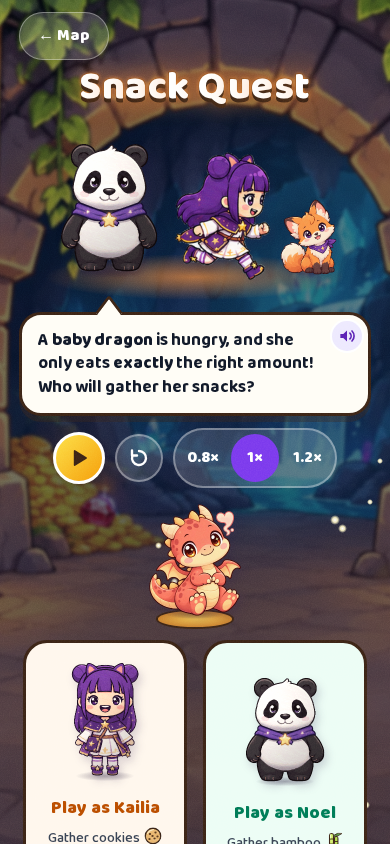 ← Map
Snack Quest
A baby dragon is hungry, and she
only eats exactly the right amount!
Who will gather her snacks?
0.8×
1×
1.2×
Play as Kailia
Play as Noel
Gather cookies
Gather bamboo